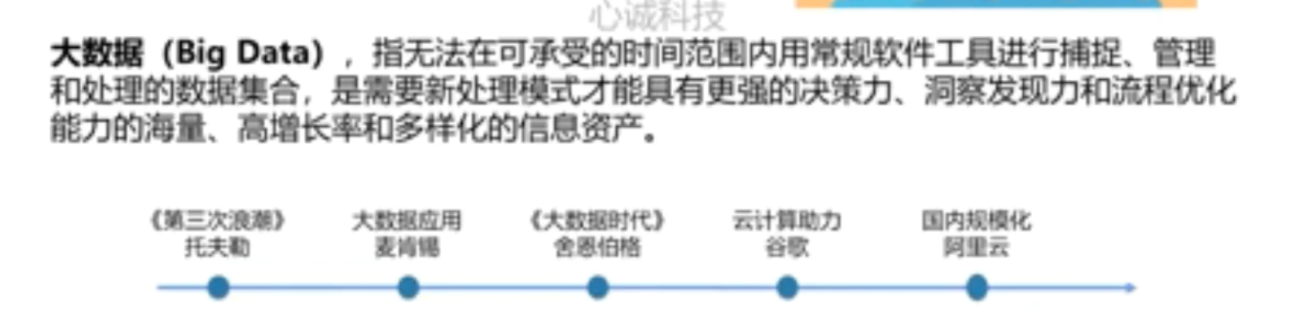 心诚科技
大数据（Big Data），指无法在可承受的时间范围内用常规软件工具进行捕捉、管理
和处理的数据集合，是需要新处理模式才能具有更强的决策力、洞察发现力和流程优化
能力的海量、高增长率和多样化的信息资产。
《第三次浪潮》 大数据应用 《大数据时代》 云计算助力 国内规模化
托夫勒 麦肯锡 舍恩伯格 谷歌 阿里云